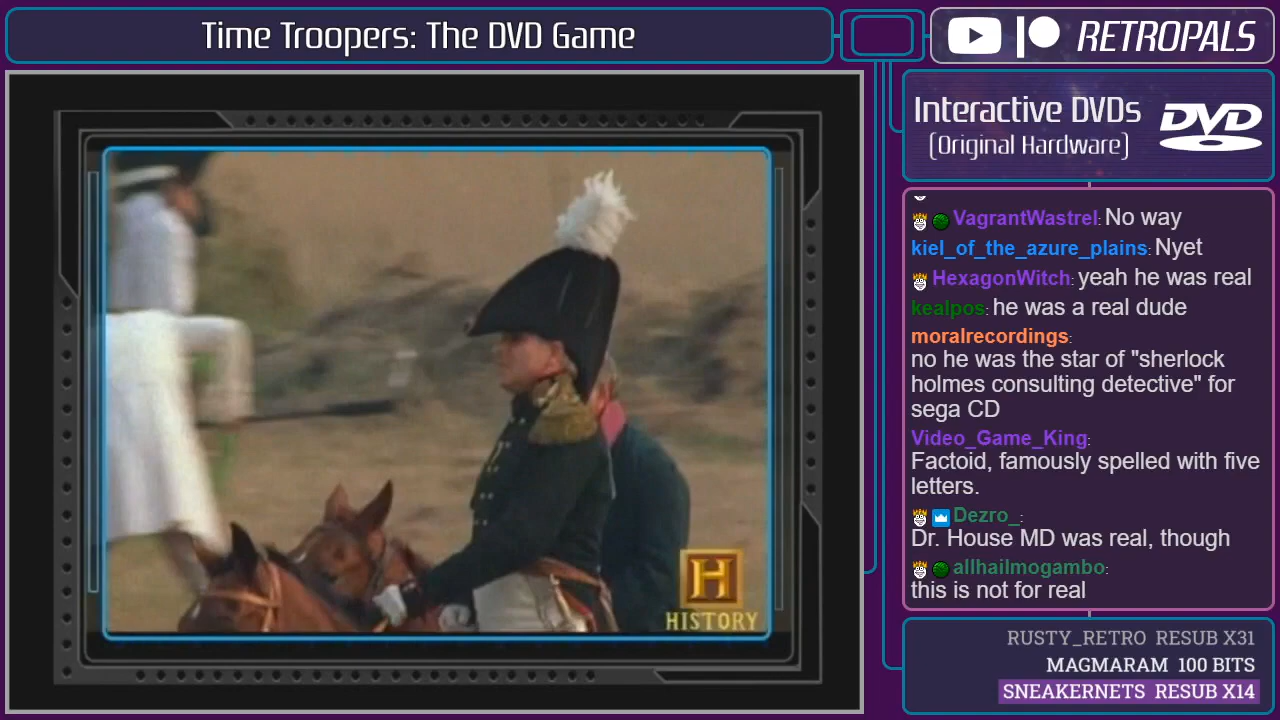 Time Troopers: The DVD Game
RETROPALS
Interactive DVDs
DVD
(Original Hardware)
VagrantWastrel: No way
kiel_of_the_azure_plains: Nyet
HexagonWitch: yeah he was real
kealpos: he was a real dude
moralrecordings:
no he was the star of "sherlock
holmes consulting detective" for
sega CD
Video_Game_King:
Factoid, famously spelled with five
letters.
Dezro_:
Dr. House MD was real, though
allhailmogambo:
this is not for real
H
HISTORY
RUSTY_RETRO RESUB X31
MAGMARAM 100 BITS
SNEAKERNETS RESUB X14